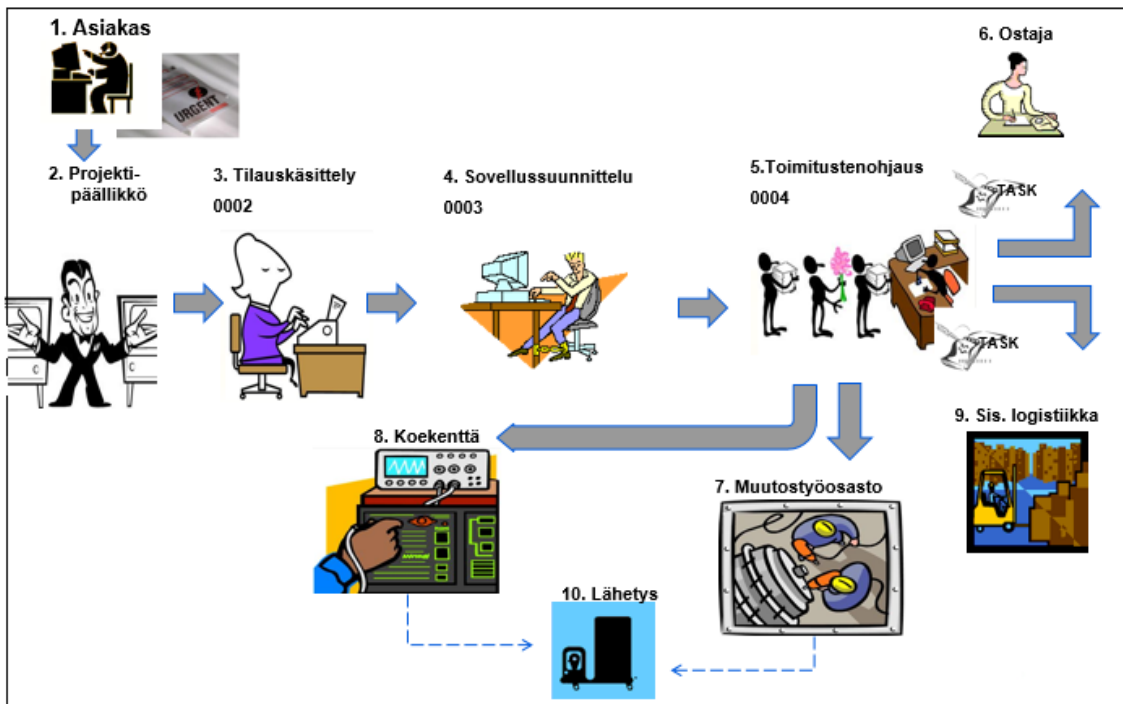 1. Asiakas
URGENT
2. Projekti-
päällikkö
3. Tilauskäsittely
0002
4. Sovellussuunnittelu
0003
5.Toimitustenohjaus
0004
6. Ostaja
TASK
TASK
8. Koekenttä
7. Muutostyöosasto
9. Sis. logistiikka
10. Lähetys